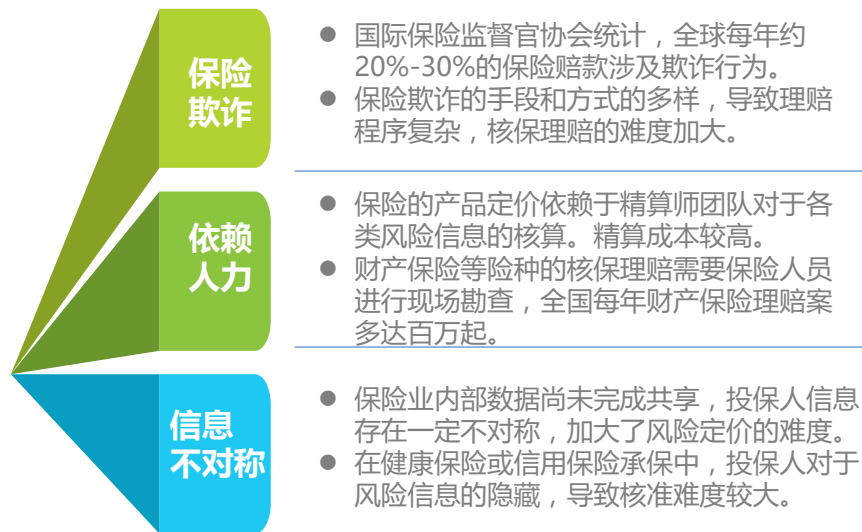 保险
欺诈
● 国际保险监督官协会统计，全球每年约
20%-30%的保险赔款涉及欺诈行为。
● 保险欺诈的手段和方式的多样，导致理赔
程序复杂，核保理赔的难度加大。
依赖
人力
● 保险的产品定价依赖于精算师团队对于各
类风险信息的核算。精算成本较高。
● 财产保险等险种的核保理赔需要保险人员
进行现场勘查，全国每年财产保险理赔案
多达百万起。
信息
不对称
● 保险业内部数据尚未完成共享，投保人信息
存在一定不对称，加大了风险定价的难度。
● 在健康保险或信用保险承保中，投保人对于
风险信息的隐藏，导致核准难度较大。